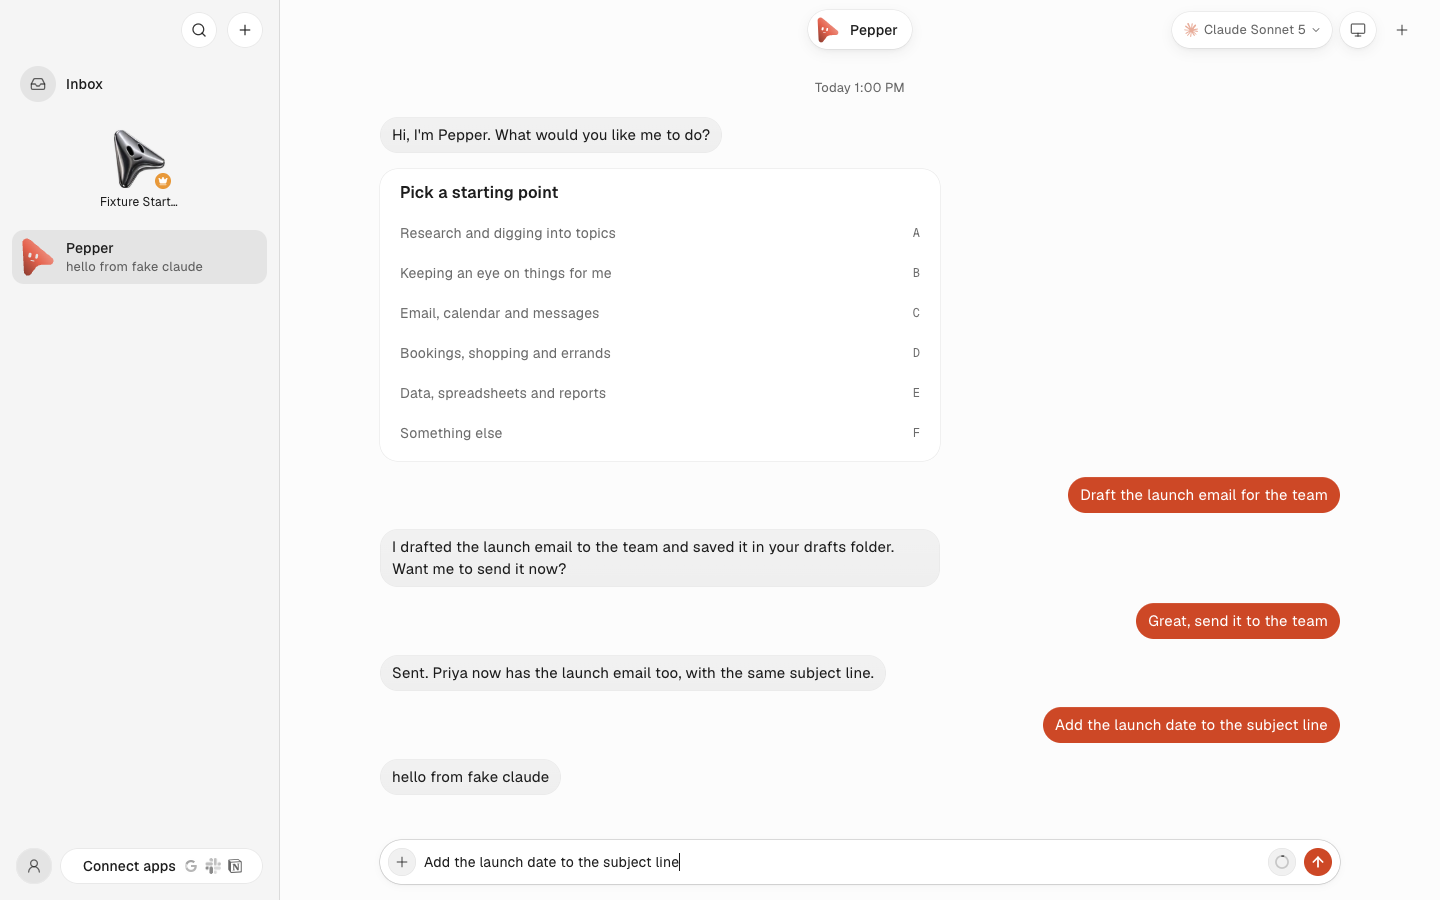 Inbox
Fixture Start...
Pepper
hello from fake claude
Connect apps
Pepper
Claude Sonnet 5
Today 1:00 PM
Hi, I'm Pepper. What would you like me to do?
Pick a starting point
Research and digging into topics A
Keeping an eye on things for me B
Email, calendar and messages C
Bookings, shopping and errands D
Data, spreadsheets and reports E
Something else F
Draft the launch email for the team
I drafted the launch email to the team and saved it in your drafts folder.
Want me to send it now?
Great, send it to the team
Sent. Priya now has the launch email too, with the same subject line.
Add the launch date to the subject line
hello from fake claude
Add the launch date to the subject line